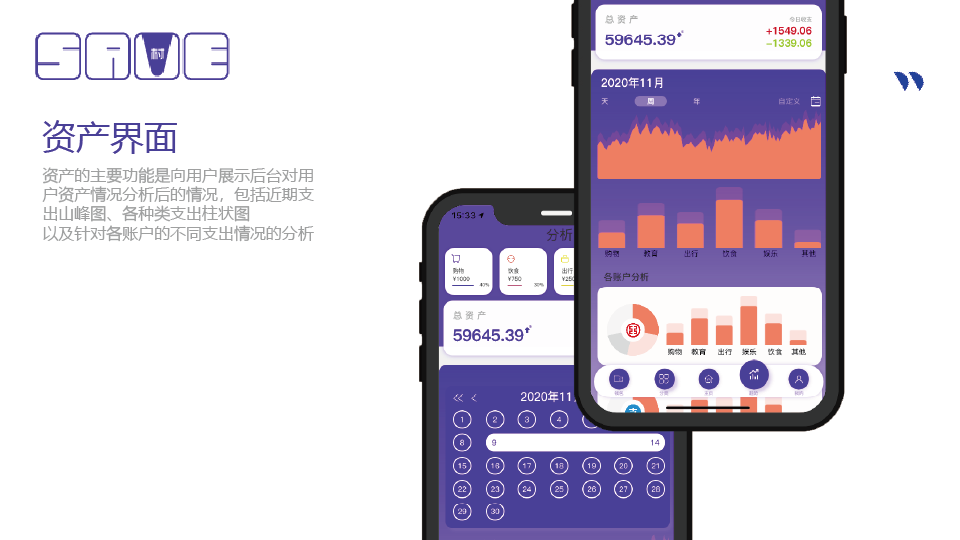 SAVE
资产界面
资产的主要功能是向用户展示后台对用
户资产情况分析后的情况，包括近期支
出山峰图、各种类支出柱状图
以及针对各账户的不同支出情况的分析
总资产
今日收支
59645.39
+1549.06
−1339.06
2020年11月
天 周 年 自定义
购物 教育 出行 饮食 娱乐 其他
各账户分析
购物 教育 出行 娱乐 饮食 其他
15:33
分析
购物 饮食 出行
¥1000 ¥750 ¥250
40% 30%
总资产
59645.39
2020年11
1 2 3 4
8 9 14
15 16 17 18 19 20 21
22 23 24 25 26 27 28
29 30